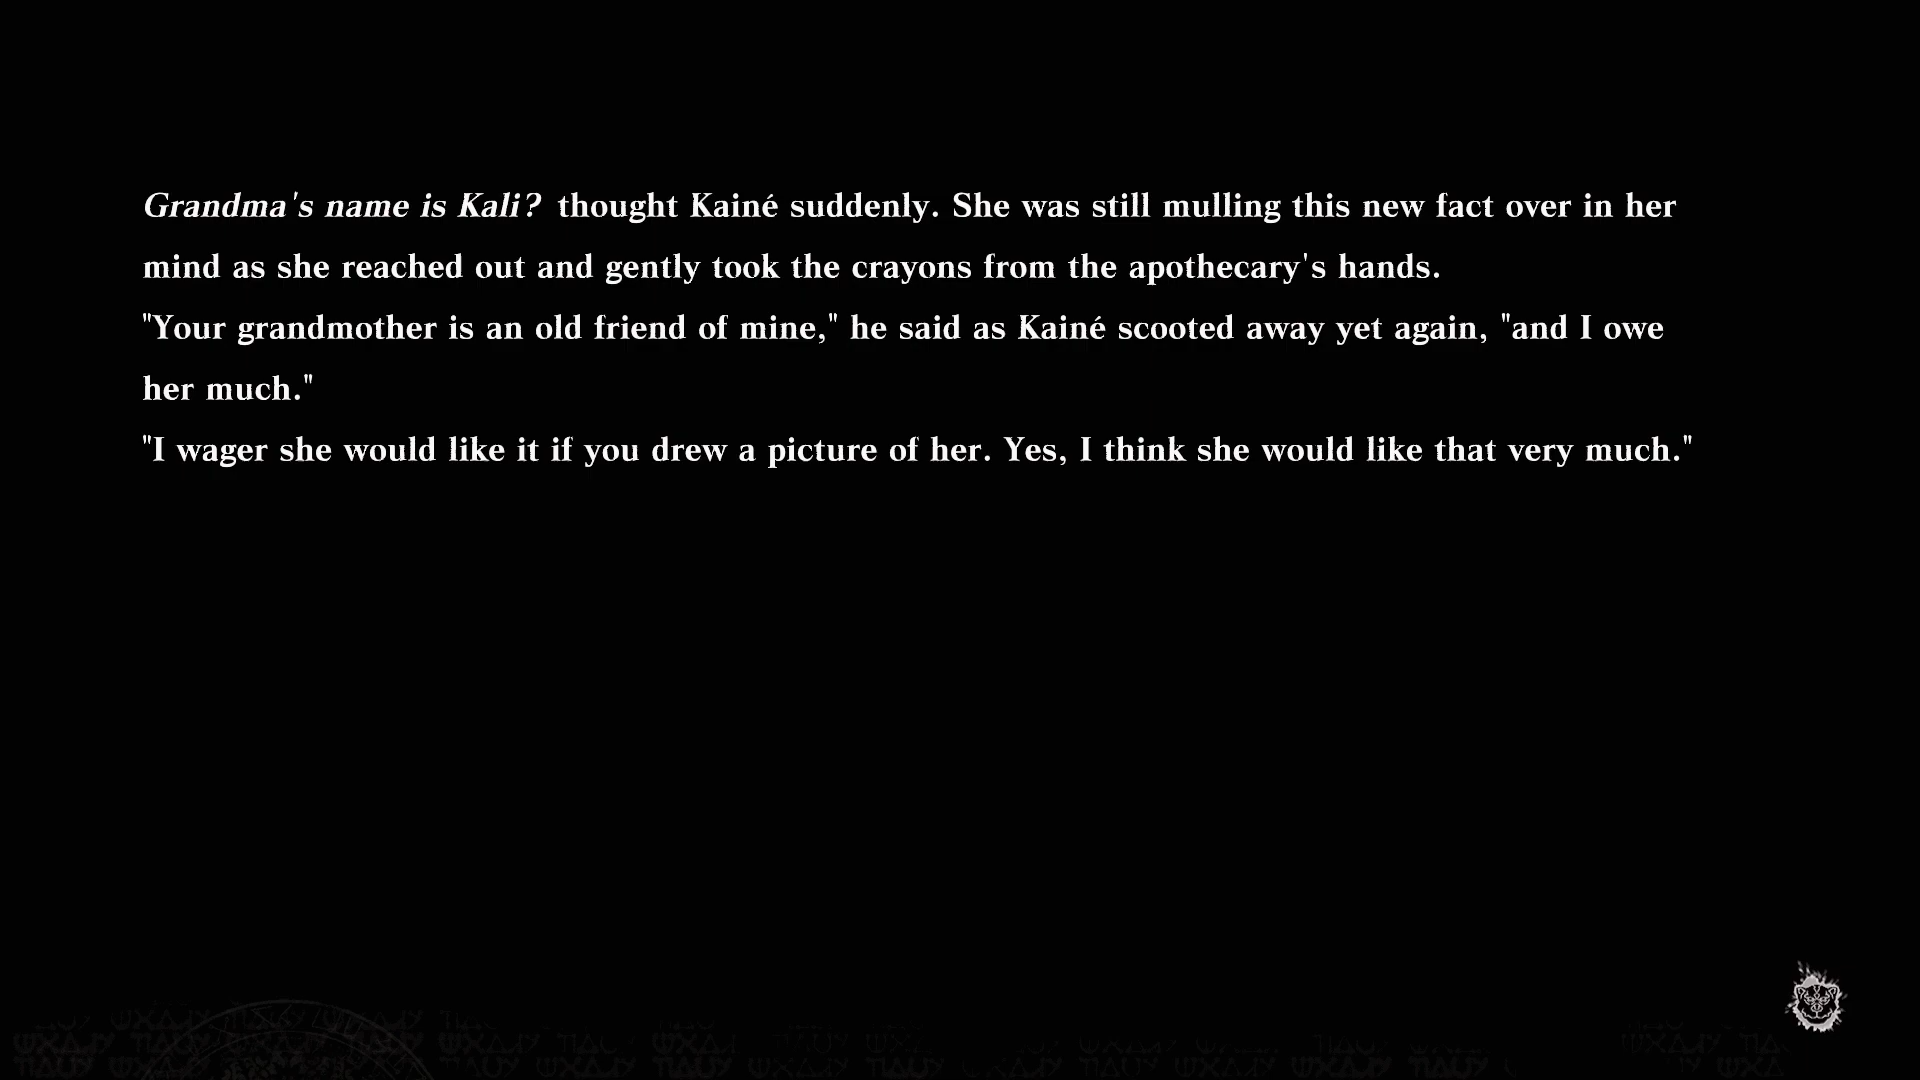 Grandma's name is Kali? thought Kainé suddenly. She was still mulling this new fact over in her
mind as she reached out and gently took the crayons from the apothecary's hands.
"Your grandmother is an old friend of mine," he said as Kainé scooted away yet again, "and I owe
her much."
"I wager she would like it if you drew a picture of her. Yes, I think she would like that very much."